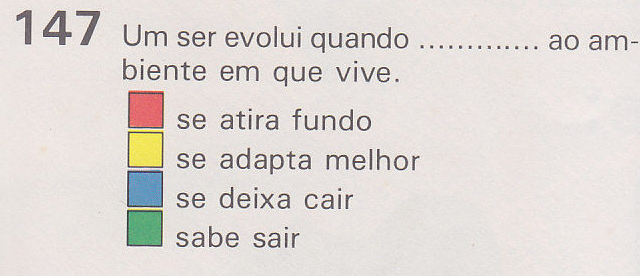 147 Um ser evolui quando ............. ao am-
biente em que vive.
se atira fundo
se adapta melhor
se deixa cair
sabe sair